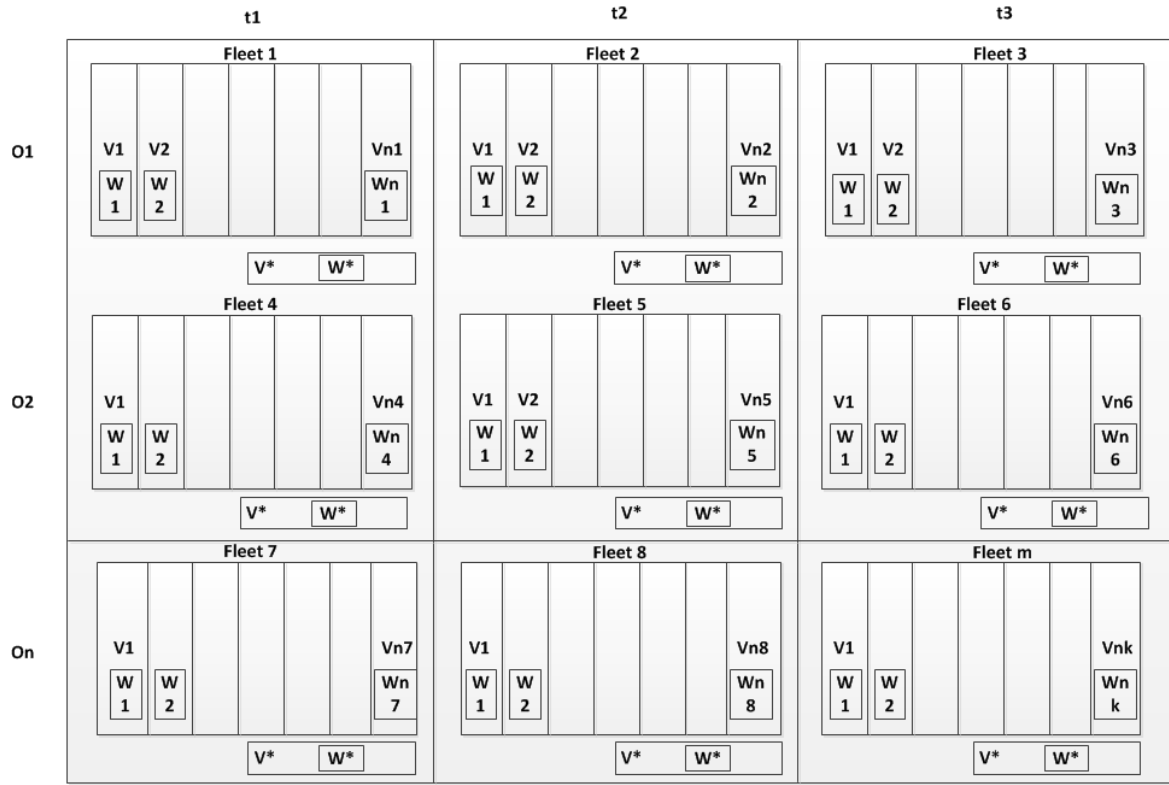 t1 t2 t3
Fleet 1 Fleet 2 Fleet 3
O1 V1 V2 Vn1 V1 V2 Vn2 V1 V2 Vn3
W W Wn W W Wn W W Wn
1 2 1 1 2 2 1 2 3
V* W* V* W* V* W*
Fleet 4 Fleet 5 Fleet 6
O2 V1 Vn4 V1 V2 Vn5 V1 Vn6
W W Wn W W Wn W W Wn
1 2 4 1 2 5 1 2 6
V* W* V* W* V* W*
Fleet 7 Fleet 8 Fleet m
On V1 Vn7 V1 Vn8 V1 Vnk
W W Wn W W Wn W W Wn
1 2 7 1 2 8 1 2 k
V* W* V* W* V* W*